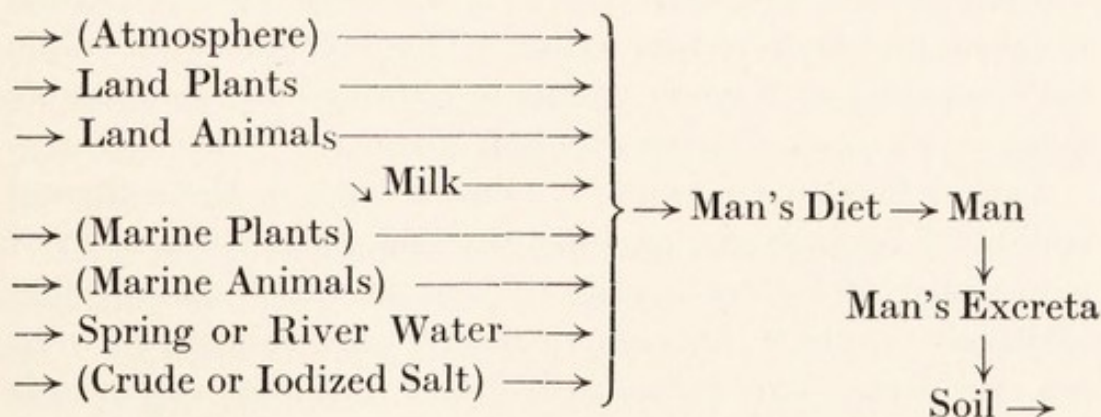 → (Atmosphere) →
→ Land Plants →
→ Land Animals →
↘ Milk →
→ Man's Diet → Man
→ (Marine Plants) →
→ (Marine Animals) →
Man's Excreta
→ Spring or River Water →
→ (Crude or Iodized Salt) →
Soil →